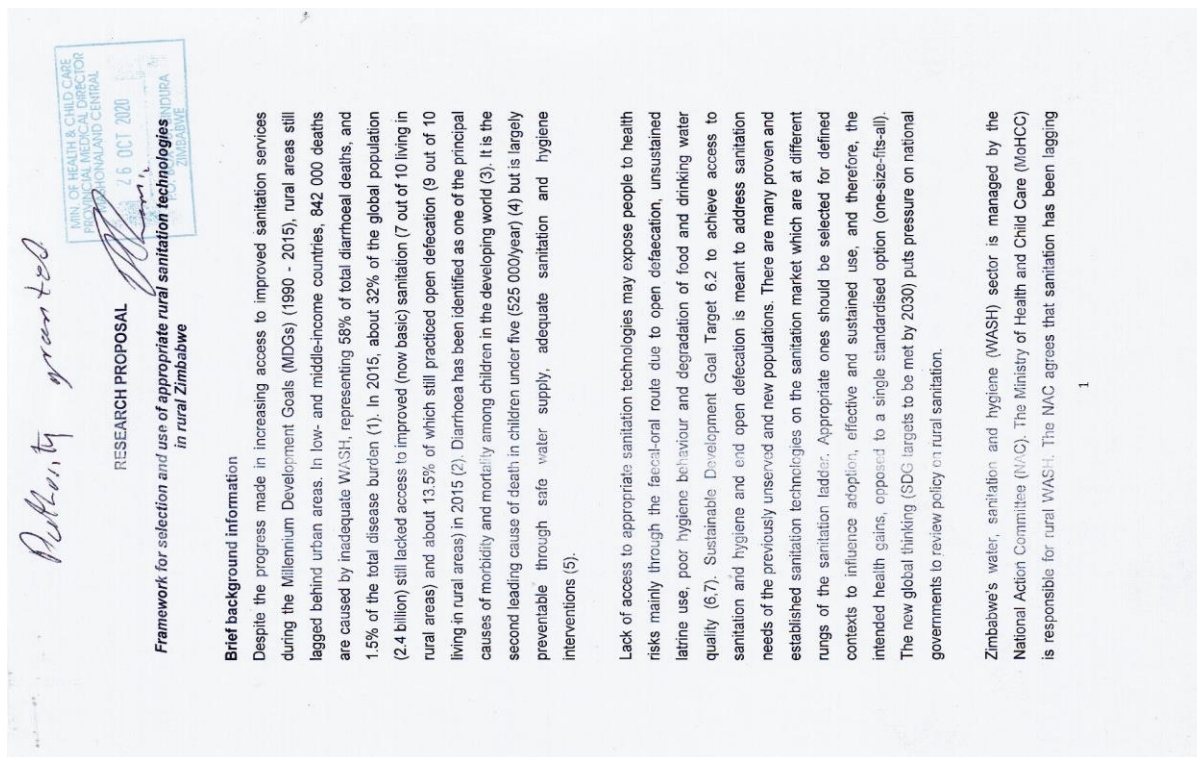 Authority granted
MIN. OF HEALTH & CHILD CARE
PROVINCIAL MEDICAL DIRECTOR
MASHONALAND CENTRAL
26 OCT 2020
P.O. BOX BINDURA
ZIMBABWE
RESEARCH PROPOSAL
Framework for selection and use of appropriate rural sanitation technologies
in rural Zimbabwe
Brief background information
Despite the progress made in increasing access to improved sanitation services
during the Millennium Development Goals (MDGs) (1990 - 2015), rural areas still
lagged behind urban areas. In low- and middle-income countries, 842 000 deaths
are caused by inadequate WASH, representing 58% of total diarrhoeal deaths, and
1.5% of the total disease burden (1). In 2015, about 32% of the global population
(2.4 billion) still lacked access to improved (now basic) sanitation (7 out of 10 living in
rural areas) and about 13.5% of which still practiced open defecation (9 out of 10
living in rural areas) in 2015 (2). Diarrhoea has been identified as one of the principal
causes of morbidity and mortality among children in the developing world (3). It is the
second leading cause of death in children under five (525 000/year) (4) but is largely
preventable through safe water supply, adequate sanitation and hygiene
interventions (5).
Lack of access to appropriate sanitation technologies may expose people to health
risks mainly through the faecal-oral route due to open defaecation, unsustained
latrine use, poor hygiene behaviour and degradation of food and drinking water
quality (6,7). Sustainable Development Goal Target 6.2 to achieve access to
sanitation and hygiene and end open defecation is meant to address sanitation
needs of the previously unserved and new populations. There are many proven and
established sanitation technologies on the sanitation market which are at different
rungs of the sanitation ladder. Appropriate ones should be selected for defined
contexts to influence adoption, effective and sustained use, and therefore, the
intended health gains, opposed to a single standardised option (one-size-fits-all).
The new global thinking (SDG targets to be met by 2030) puts pressure on national
governments to review policy on rural sanitation.
Zimbabwe's water, sanitation and hygiene (WASH) sector is managed by the
National Action Committee (NAC). The Ministry of Health and Child Care (MoHCC)
is responsible for rural WASH. The NAC agrees that sanitation has been lagging
1